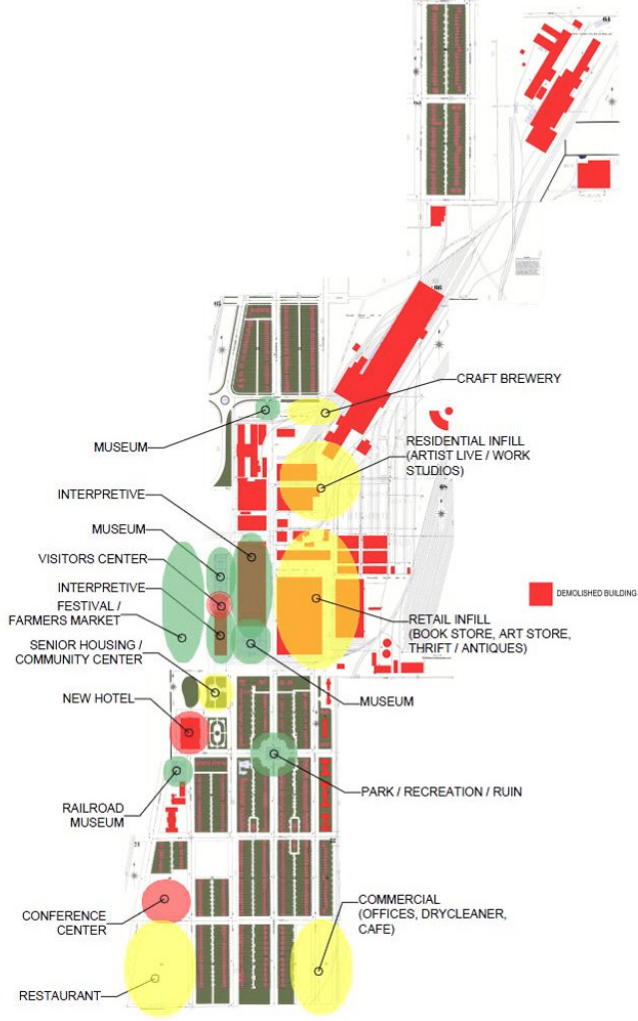 CRAFT BREWERY
MUSEUM
RESIDENTIAL INFILL
(ARTIST LIVE / WORK
STUDIOS)
INTERPRETIVE
MUSEUM
VISITORS CENTER
INTERPRETIVE
FESTIVAL /
FARMERS MARKET
DEMOLISHED BUILDING
RETAIL INFILL
(BOOK STORE, ART STORE,
THRIFT / ANTIQUES)
SENIOR HOUSING /
COMMUNITY CENTER
NEW HOTEL
MUSEUM
PARK / RECREATION / RUIN
RAILROAD
MUSEUM
COMMERCIAL
(OFFICES, DRYCLEANER,
CAFE)
CONFERENCE
CENTER
RESTAURANT